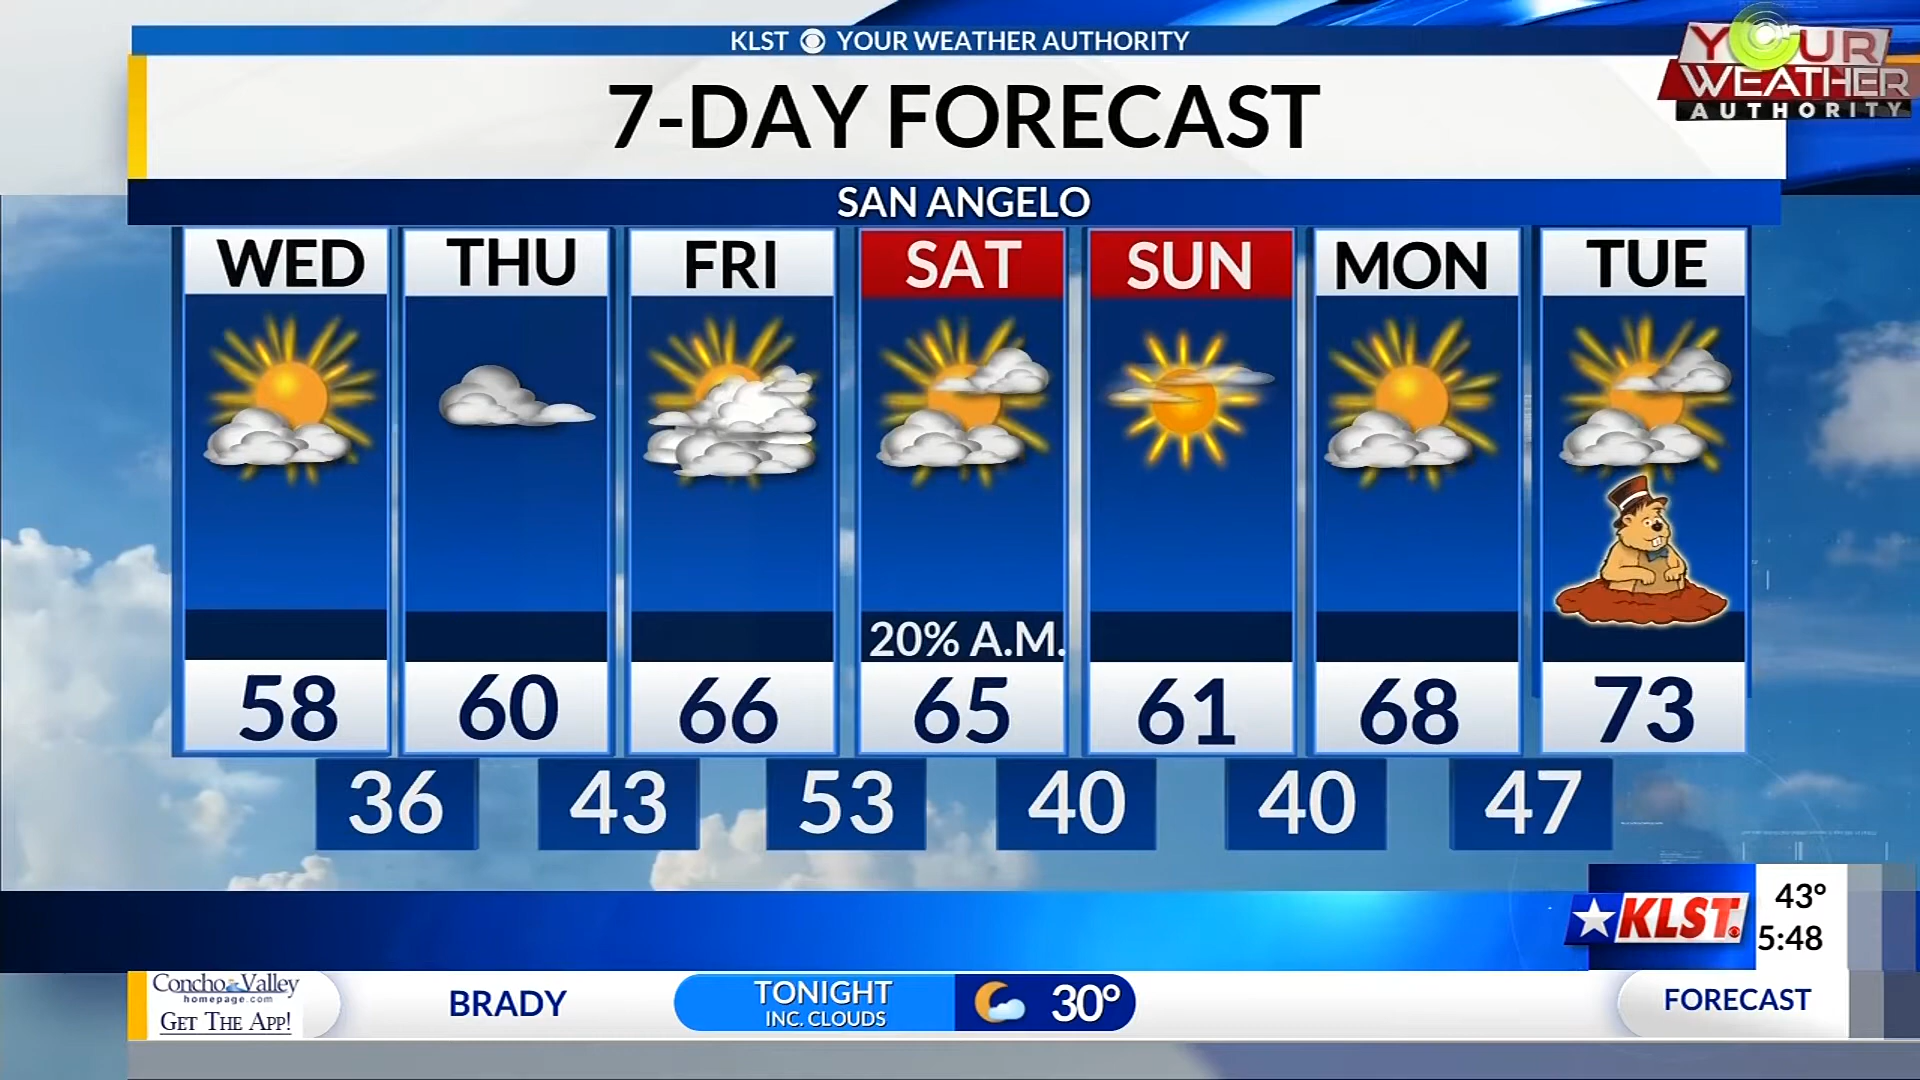 KLST YOUR WEATHER AUTHORITY
YOUR
WEATHER
AUTHORITY
7-DAY FORECAST
SAN ANGELO
WED THU FRI SAT SUN MON TUE
20% A.M.
58 60 66 65 61 68 73
36 43 53 40 40 47
KLST
43°
5:48
Concho Valley
homepage.com
GET THE APP!
BRADY
TONIGHT
INC. CLOUDS
30°
FORECAST